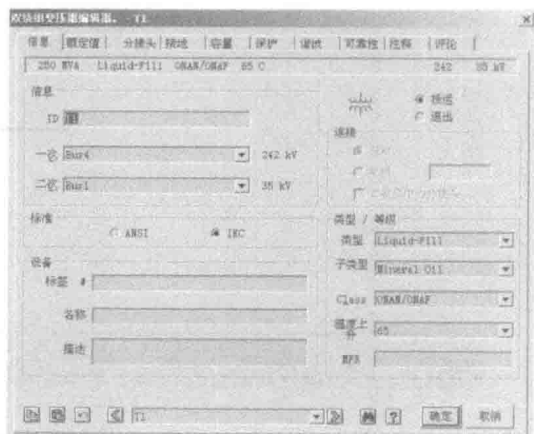 双绕组变压器编辑器。 - T1
信息 额定值 分接头 接地 容量 保护 谐波 可靠性 注释 评论
250 MVA Liquid-Fill ONAN/ONAF 65 C 242 35 kV
信息
ID T1
投运
退出
一次 Bus4 242 kV
二次 Bus1 35 kV
连接
标准
ANSI IEC
类型 / 等级
类型 Liquid-Fill
子类型 Mineral Oil
Class ONAN/ONAF
温度上升 65
MFR
设备
标签 #
名称
描述
T1 ? 确定 取消